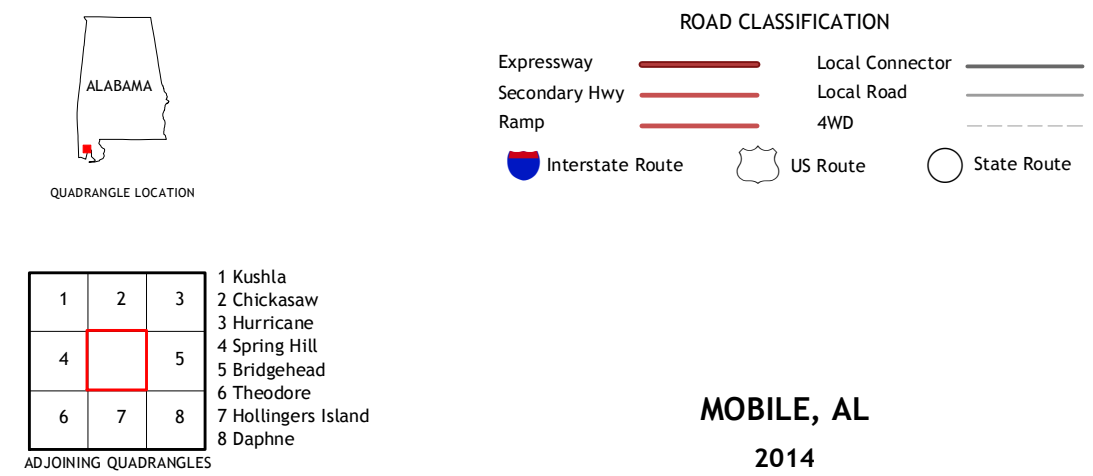 ALABAMA
QUADRANGLE LOCATION
ROAD CLASSIFICATION
Expressway
Secondary Hwy
Ramp
Local Connector
Local Road
4WD
Interstate Route
US Route
State Route
1 2 3
4 5
6 7 8
1 Kushla
2 Chickasaw
3 Hurricane
4 Spring Hill
5 Bridgehead
6 Theodore
7 Hollingers Island
8 Daphne
ADJOINING QUADRANGLES
MOBILE, AL
2014